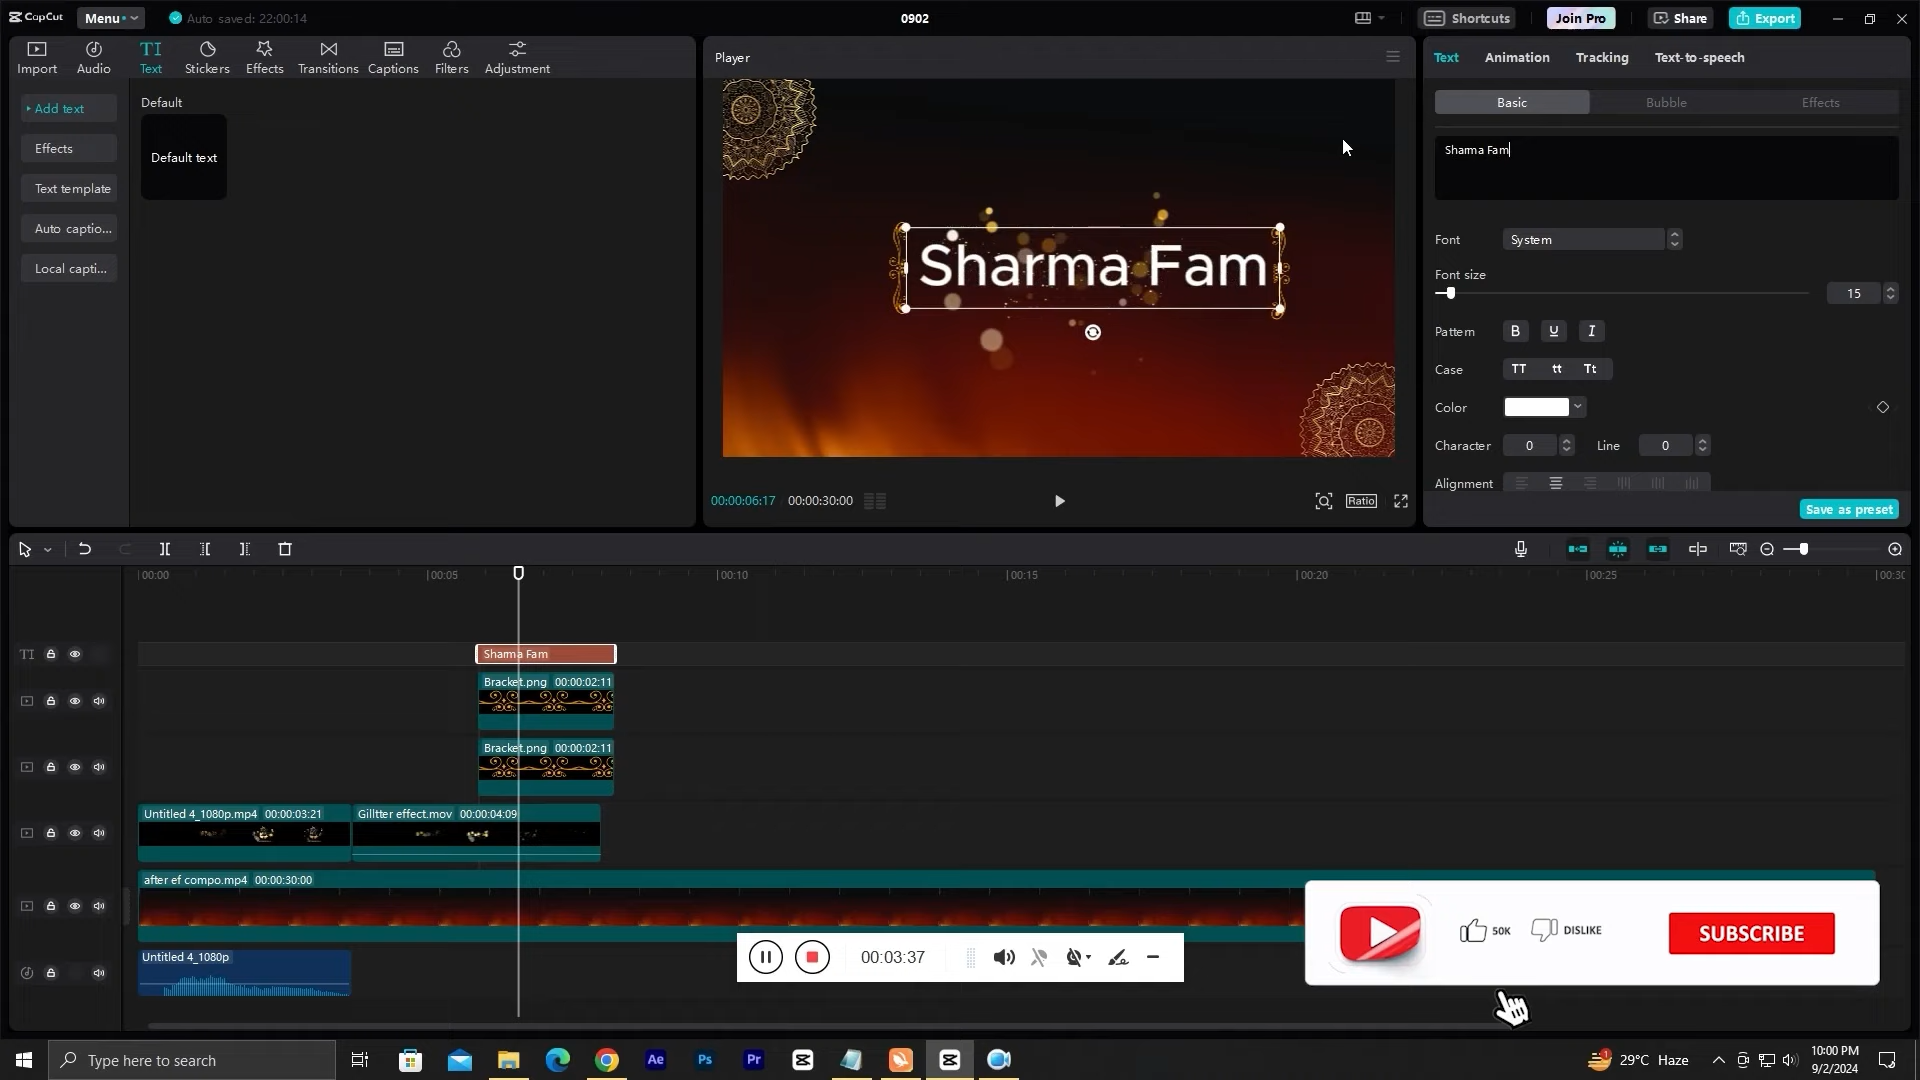 CapCut
Menu
Auto saved: 22:00:14
0902
Shortcuts
Join Pro
Share
Export
Import
Audio
TI
Text
Stickers
Effects
Transitions
Captions
Filters
Adjustment
Add text
Effects
Text template
Auto captio...
Local capti...
Default
Default text
Player
Sharma Fam
00:00:06:17
00:00:30:00
Ratio
Text
Animation
Tracking
Text-to-speech
Basic
Bubble
Effects
Sharma Fam
Font
System
Font size
15
Pattern
B
U
I
Case
TT
tt
Tt
Color
Character
0
Line
0
Alignment
Save as preset
00:00
00:05
00:10
00:15
00:20
00:25
00:30
TI
Sharma Fam
Bracket.png 00:00:02:11
Bracket.png 00:00:02:11
Untitled 4_1080p.mp4 00:00:03:21
Gilltter effect.mov 00:00:04:09
after ef compo.mp4 00:00:30:00
Untitled 4_1080p
00:03:37
50K
DISLIKE
SUBSCRIBE
Type here to search
Ae
Ps
Pr
1
29°C Haze
10:00 PM
9/2/2024